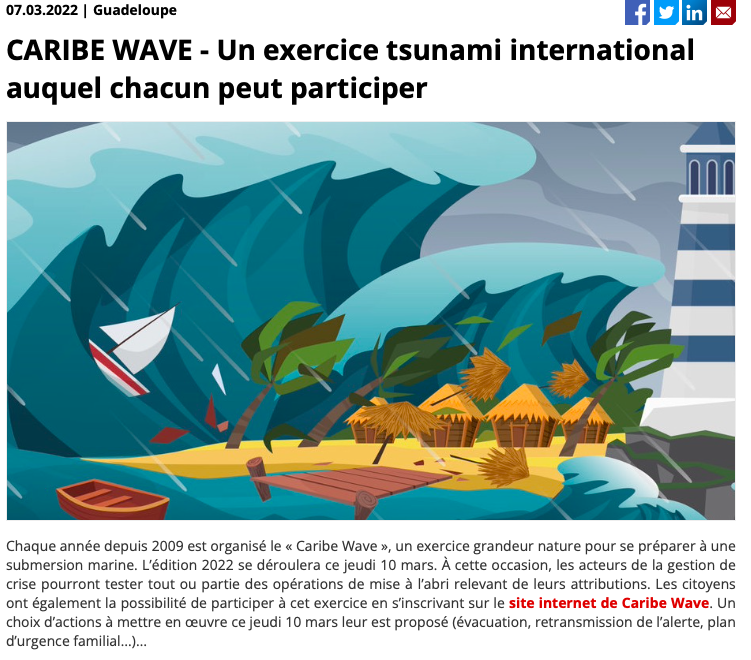 07.03.2022 | Guadeloupe
CARIBE WAVE - Un exercice tsunami international
auquel chacun peut participer
Chaque année depuis 2009 est organisé le « Caribe Wave », un exercice grandeur nature pour se préparer à une
submersion marine. L’édition 2022 se déroulera ce jeudi 10 mars. À cette occasion, les acteurs de la gestion de
crise pourront tester tout ou partie des opérations de mise à l’abri relevant de leurs attributions. Les citoyens
ont également la possibilité de participer à cet exercice en s’inscrivant sur le site internet de Caribe Wave. Un
choix d’actions à mettre en œuvre ce jeudi 10 mars leur est proposé (évacuation, retransmission de l’alerte, plan
d’urgence familial...)...